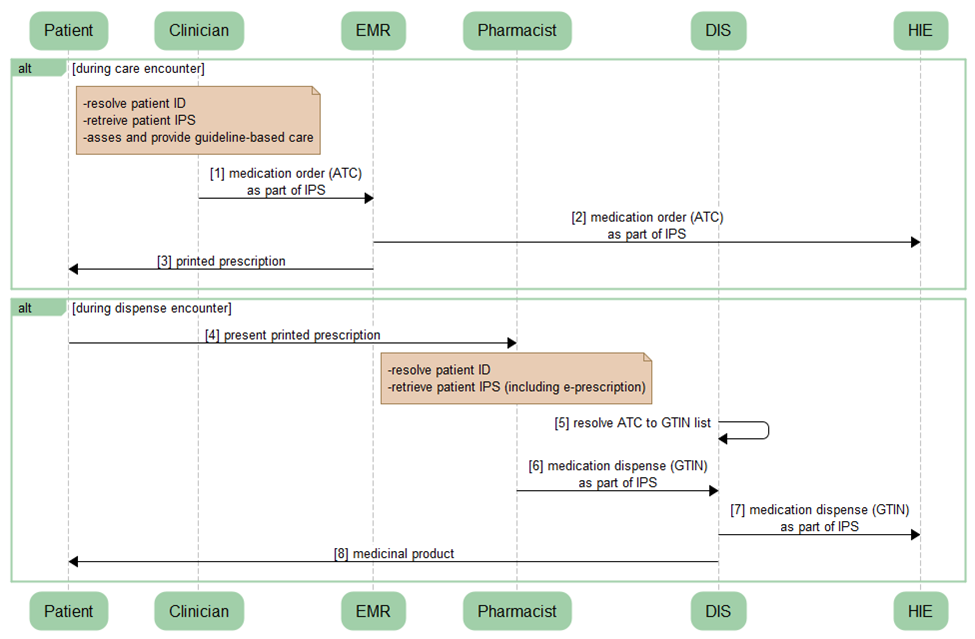 Patient Clinician EMR Pharmacist DIS HIE
alt [during care encounter]
-resolve patient ID
-retreive patient IPS
-asses and provide guideline-based care
[1] medication order (ATC)
as part of IPS
[2] medication order (ATC)
as part of IPS
[3] printed prescription
alt [during dispense encounter]
[4] present printed prescription
-resolve patient ID
-retrieve patient IPS (including e-prescription)
[5] resolve ATC to GTIN list
[6] medication dispense (GTIN)
as part of IPS
[7] medication dispense (GTIN)
as part of IPS
[8] medicinal product
Patient Clinician EMR Pharmacist DIS HIE